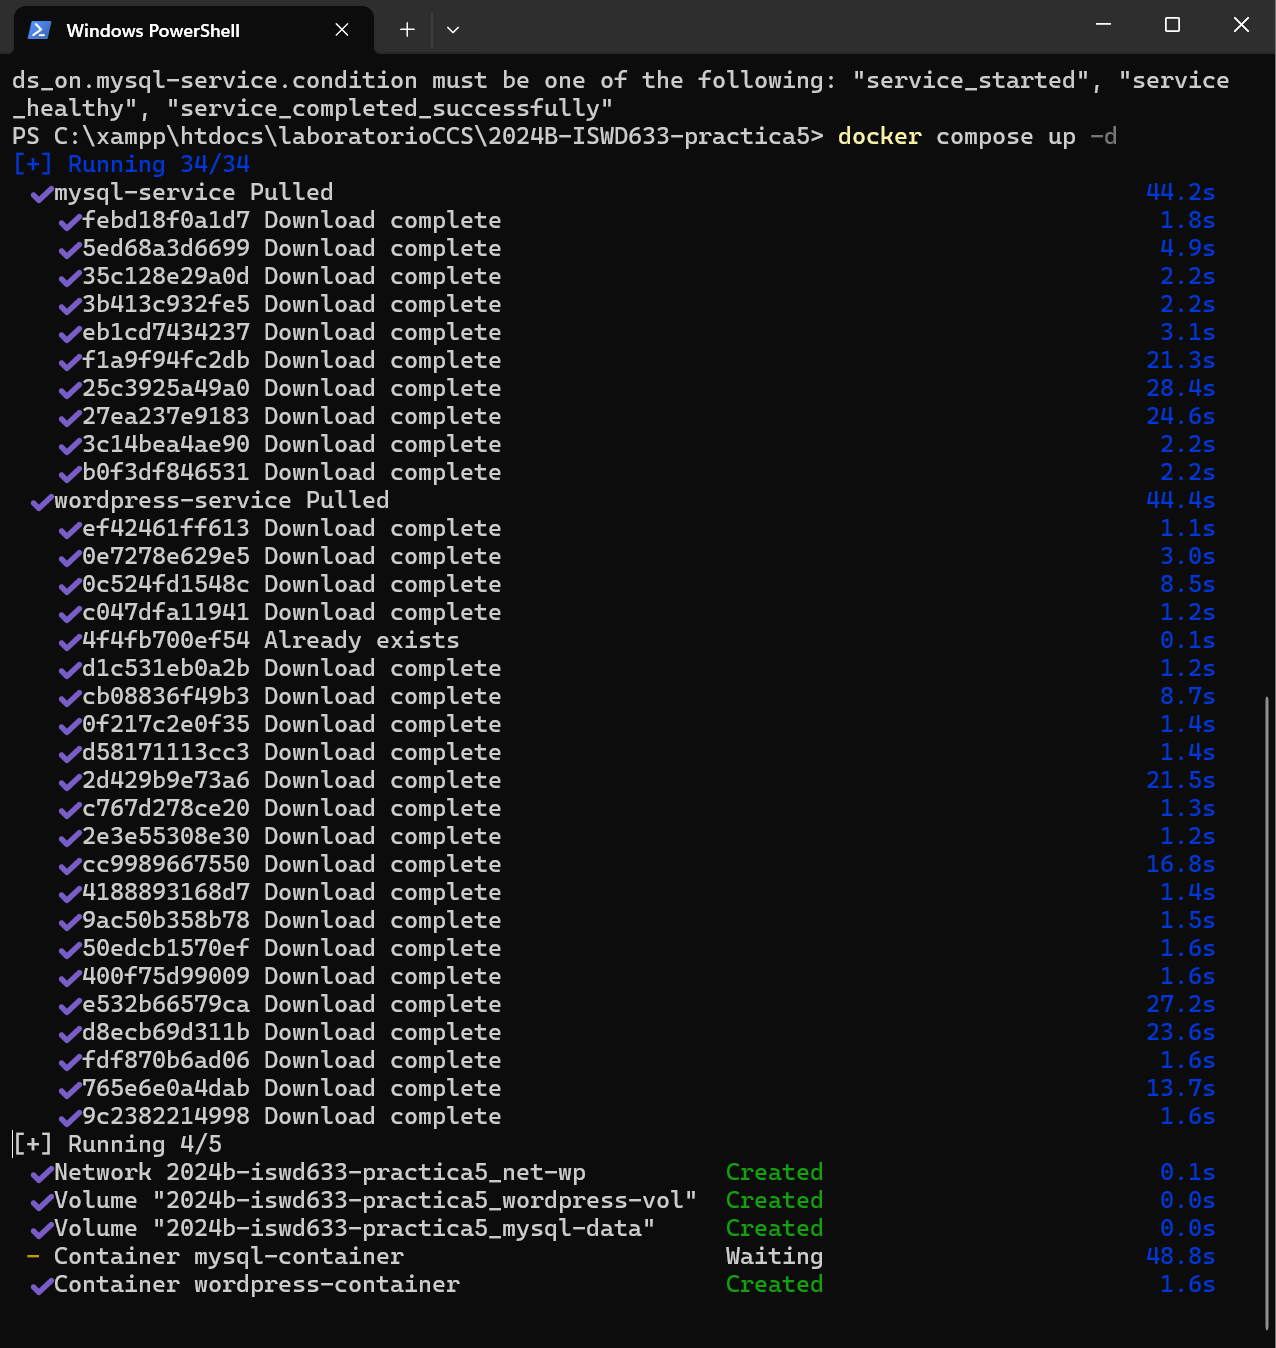 Windows PowerShell
ds_on.mysql-service.condition must be one of the following: "service_started", "service
_healthy", "service_completed_successfully"
PS C:\xampp\htdocs\laboratorioCCS\2024B-ISWD633-practica5> docker compose up -d
[+] Running 34/34
✔mysql-service Pulled 44.2s
✔febd18f0a1d7 Download complete 1.8s
✔5ed68a3d6699 Download complete 4.9s
✔35c128e29a0d Download complete 2.2s
✔3b413c932fe5 Download complete 2.2s
✔eb1cd7434237 Download complete 3.1s
✔f1a9f94fc2db Download complete 21.3s
✔25c3925a49a0 Download complete 28.4s
✔27ea237e9183 Download complete 24.6s
✔3c14bea4ae90 Download complete 2.2s
✔b0f3df846531 Download complete 2.2s
✔wordpress-service Pulled 44.4s
✔ef42461ff613 Download complete 1.1s
✔0e7278e629e5 Download complete 3.0s
✔0c524fd1548c Download complete 8.5s
✔c047dfa11941 Download complete 1.2s
✔4f4fb700ef54 Already exists 0.1s
✔d1c531eb0a2b Download complete 1.2s
✔cb08836f49b3 Download complete 8.7s
✔0f217c2e0f35 Download complete 1.4s
✔d58171113cc3 Download complete 1.4s
✔2d429b9e73a6 Download complete 21.5s
✔c767d278ce20 Download complete 1.3s
✔2e3e55308e30 Download complete 1.2s
✔cc9989667550 Download complete 16.8s
✔4188893168d7 Download complete 1.4s
✔9ac50b358b78 Download complete 1.5s
✔50edcb1570ef Download complete 1.6s
✔400f75d99009 Download complete 1.6s
✔e532b66579ca Download complete 27.2s
✔d8ecb69d311b Download complete 23.6s
✔fdf870b6ad06 Download complete 1.6s
✔765e6e0a4dab Download complete 13.7s
✔9c2382214998 Download complete 1.6s
[+] Running 4/5
✔Network 2024b-iswd633-practica5_net-wp Created 0.1s
✔Volume "2024b-iswd633-practica5_wordpress-vol" Created 0.0s
✔Volume "2024b-iswd633-practica5_mysql-data" Created 0.0s
- Container mysql-container Waiting 48.8s
✔Container wordpress-container Created 1.6s